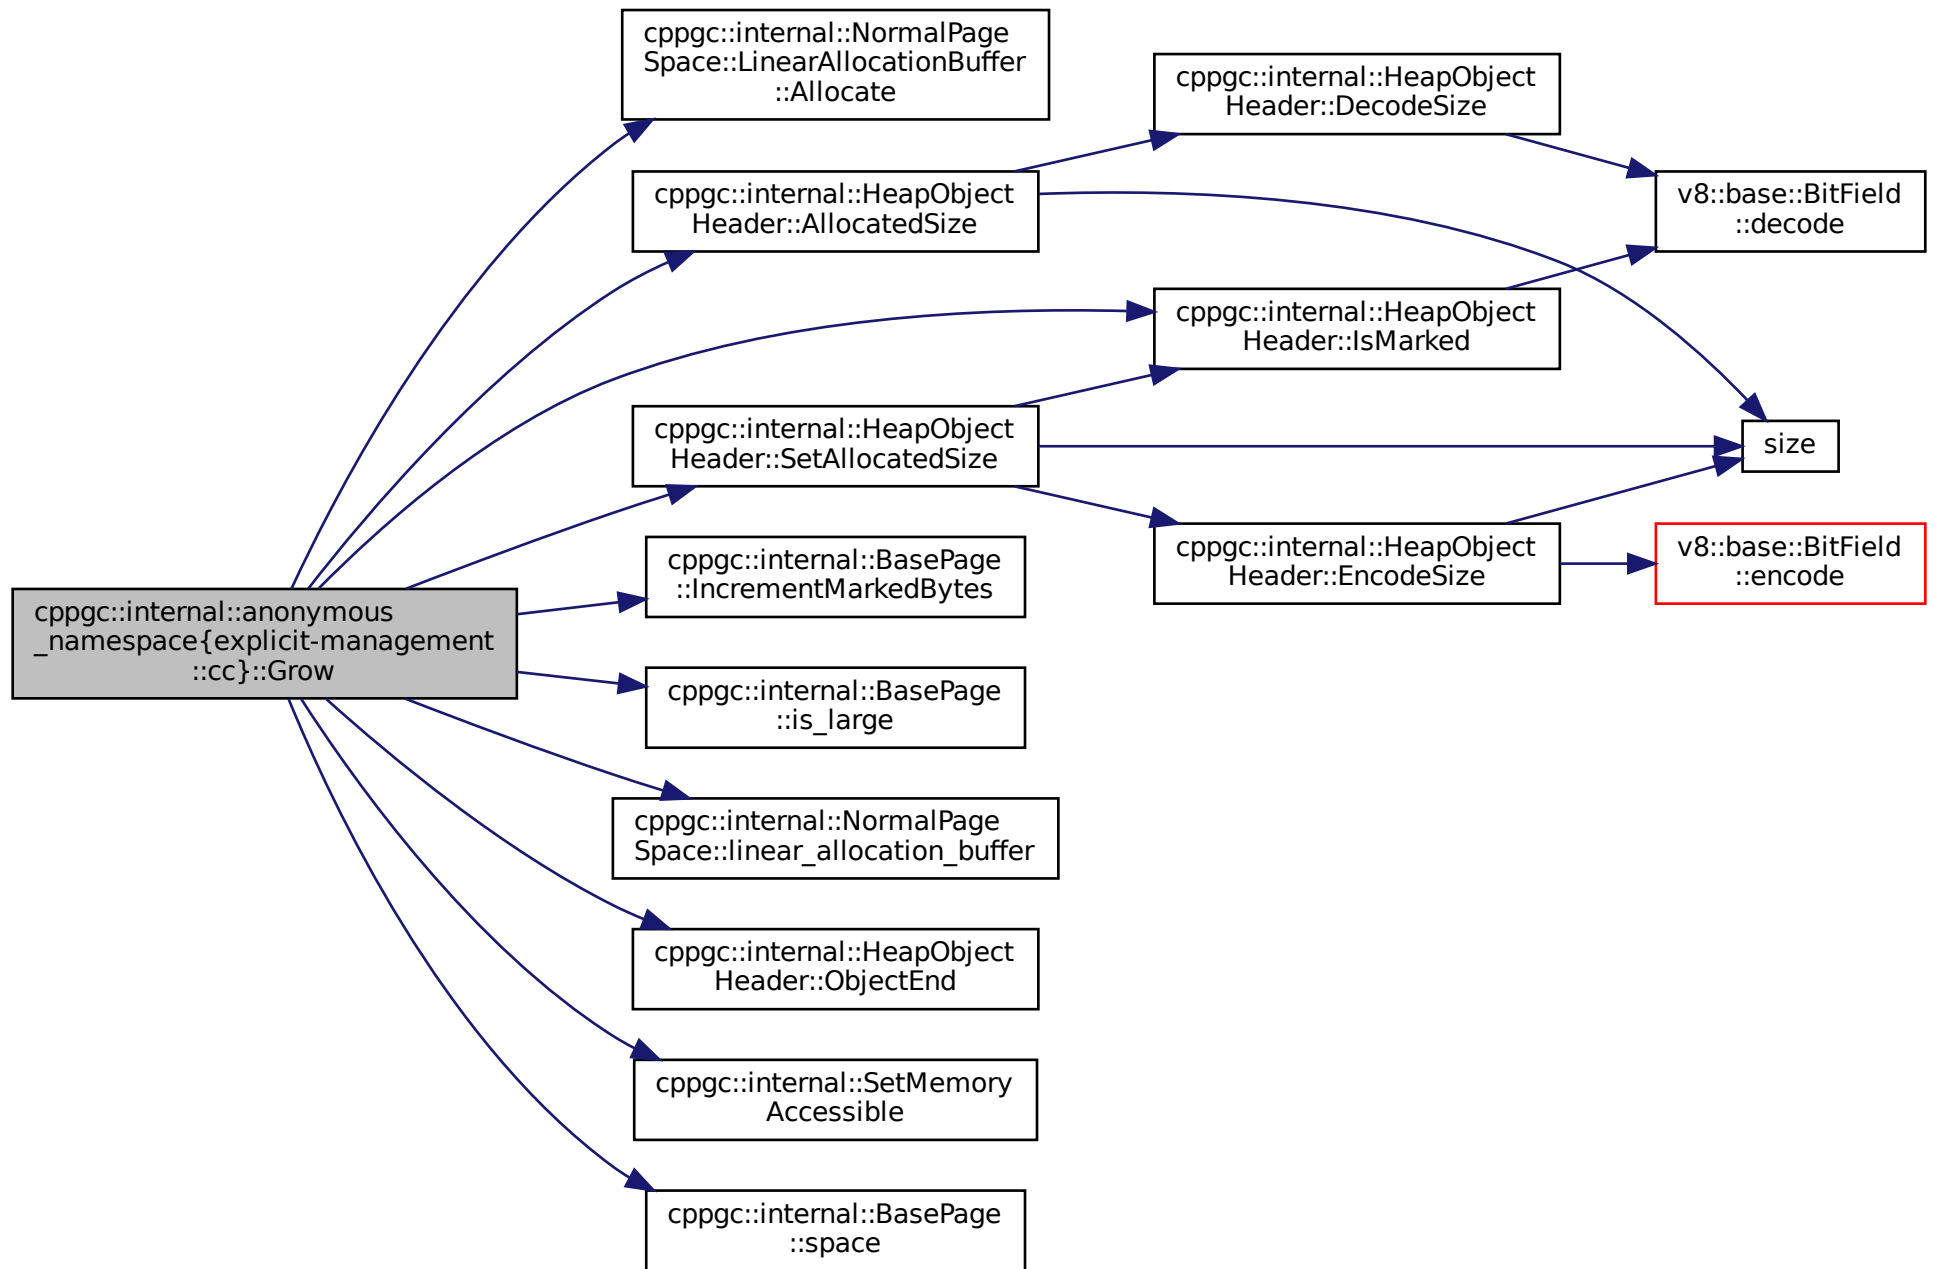 cppgc::internal::NormalPage
Space::LinearAllocationBuffer
::Allocate
cppgc::internal::HeapObject
Header::DecodeSize
cppgc::internal::HeapObject
Header::AllocatedSize
v8::base::BitField
::decode
cppgc::internal::HeapObject
Header::IsMarked
cppgc::internal::HeapObject
Header::SetAllocatedSize
size
cppgc::internal::HeapObject
Header::EncodeSize
v8::base::BitField
::encode
cppgc::internal::BasePage
::IncrementMarkedBytes
cppgc::internal::anonymous
_namespace{explicit-management
::cc}::Grow
cppgc::internal::BasePage
::is_large
cppgc::internal::NormalPage
Space::linear_allocation_buffer
cppgc::internal::HeapObject
Header::ObjectEnd
cppgc::internal::SetMemory
Accessible
cppgc::internal::BasePage
::space